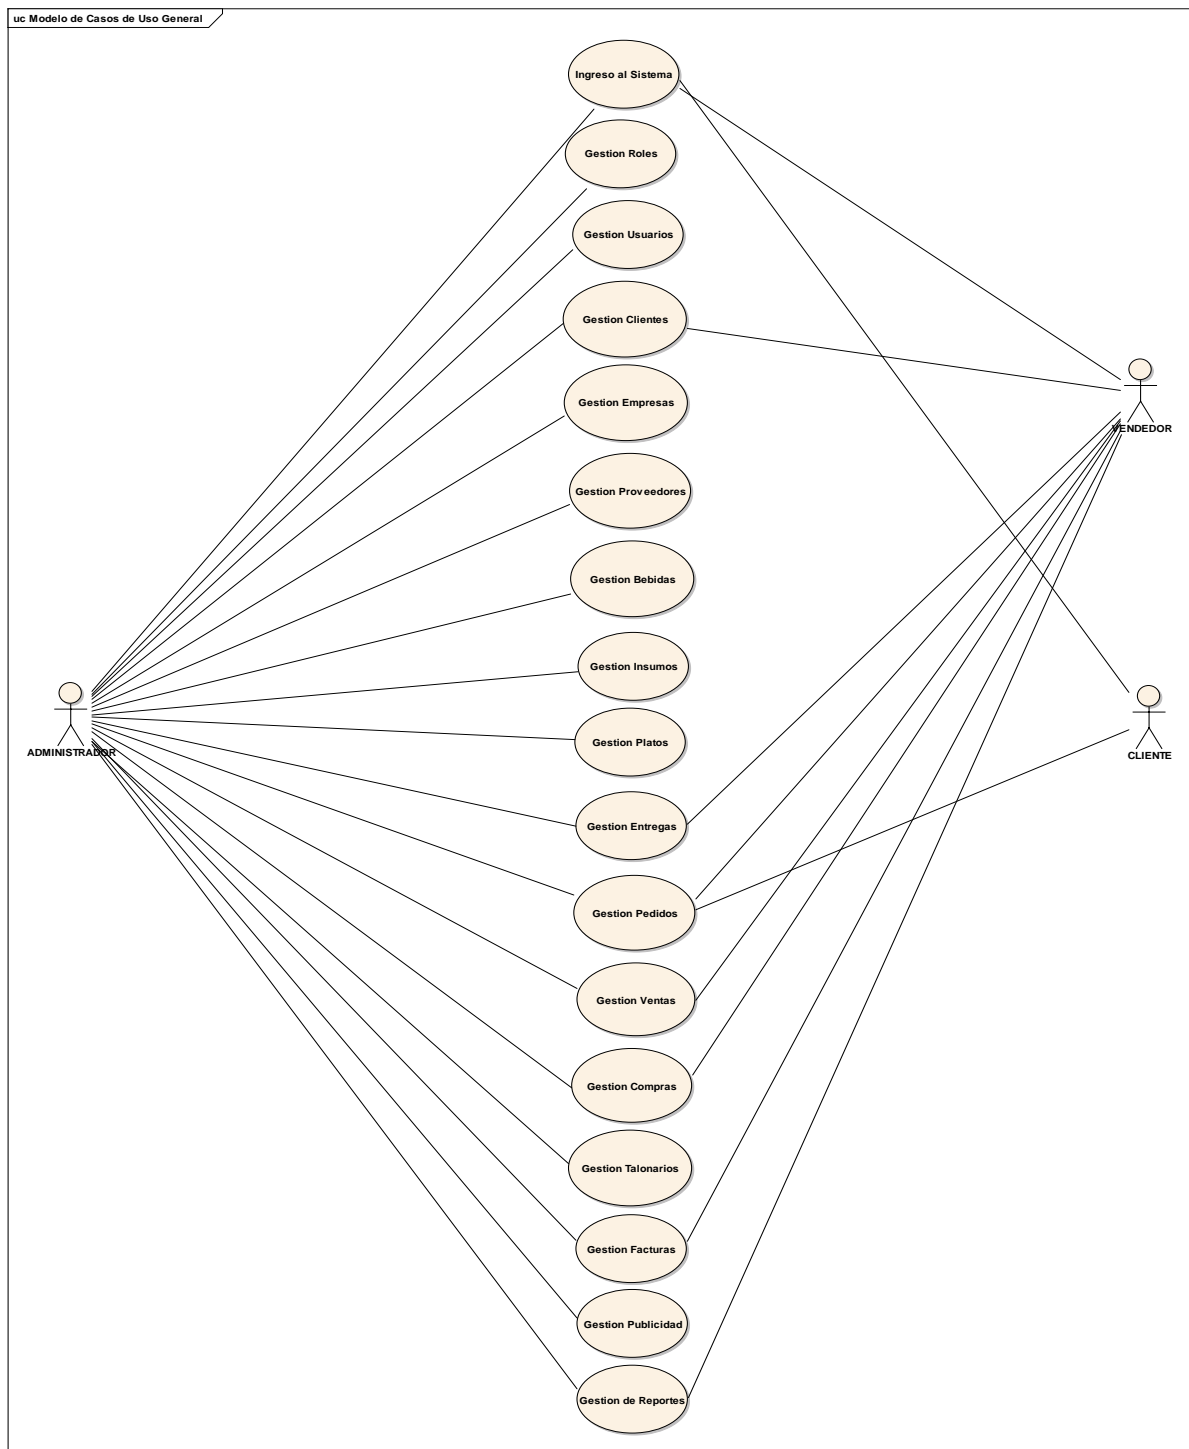 uc Modelo de Casos de Uso General
Ingreso al Sistema
Gestion Roles
Gestion Usuarios
Gestion Clientes
Gestion Empresas
VENDEDOR
Gestion Proveedores
Gestion Bebidas
Gestion Insumos
Gestion Platos
ADMINISTRADOR
CLIENTE
Gestion Entregas
Gestion Pedidos
Gestion Ventas
Gestion Compras
Gestion Talonarios
Gestion Facturas
Gestion Publicidad
Gestion de Reportes